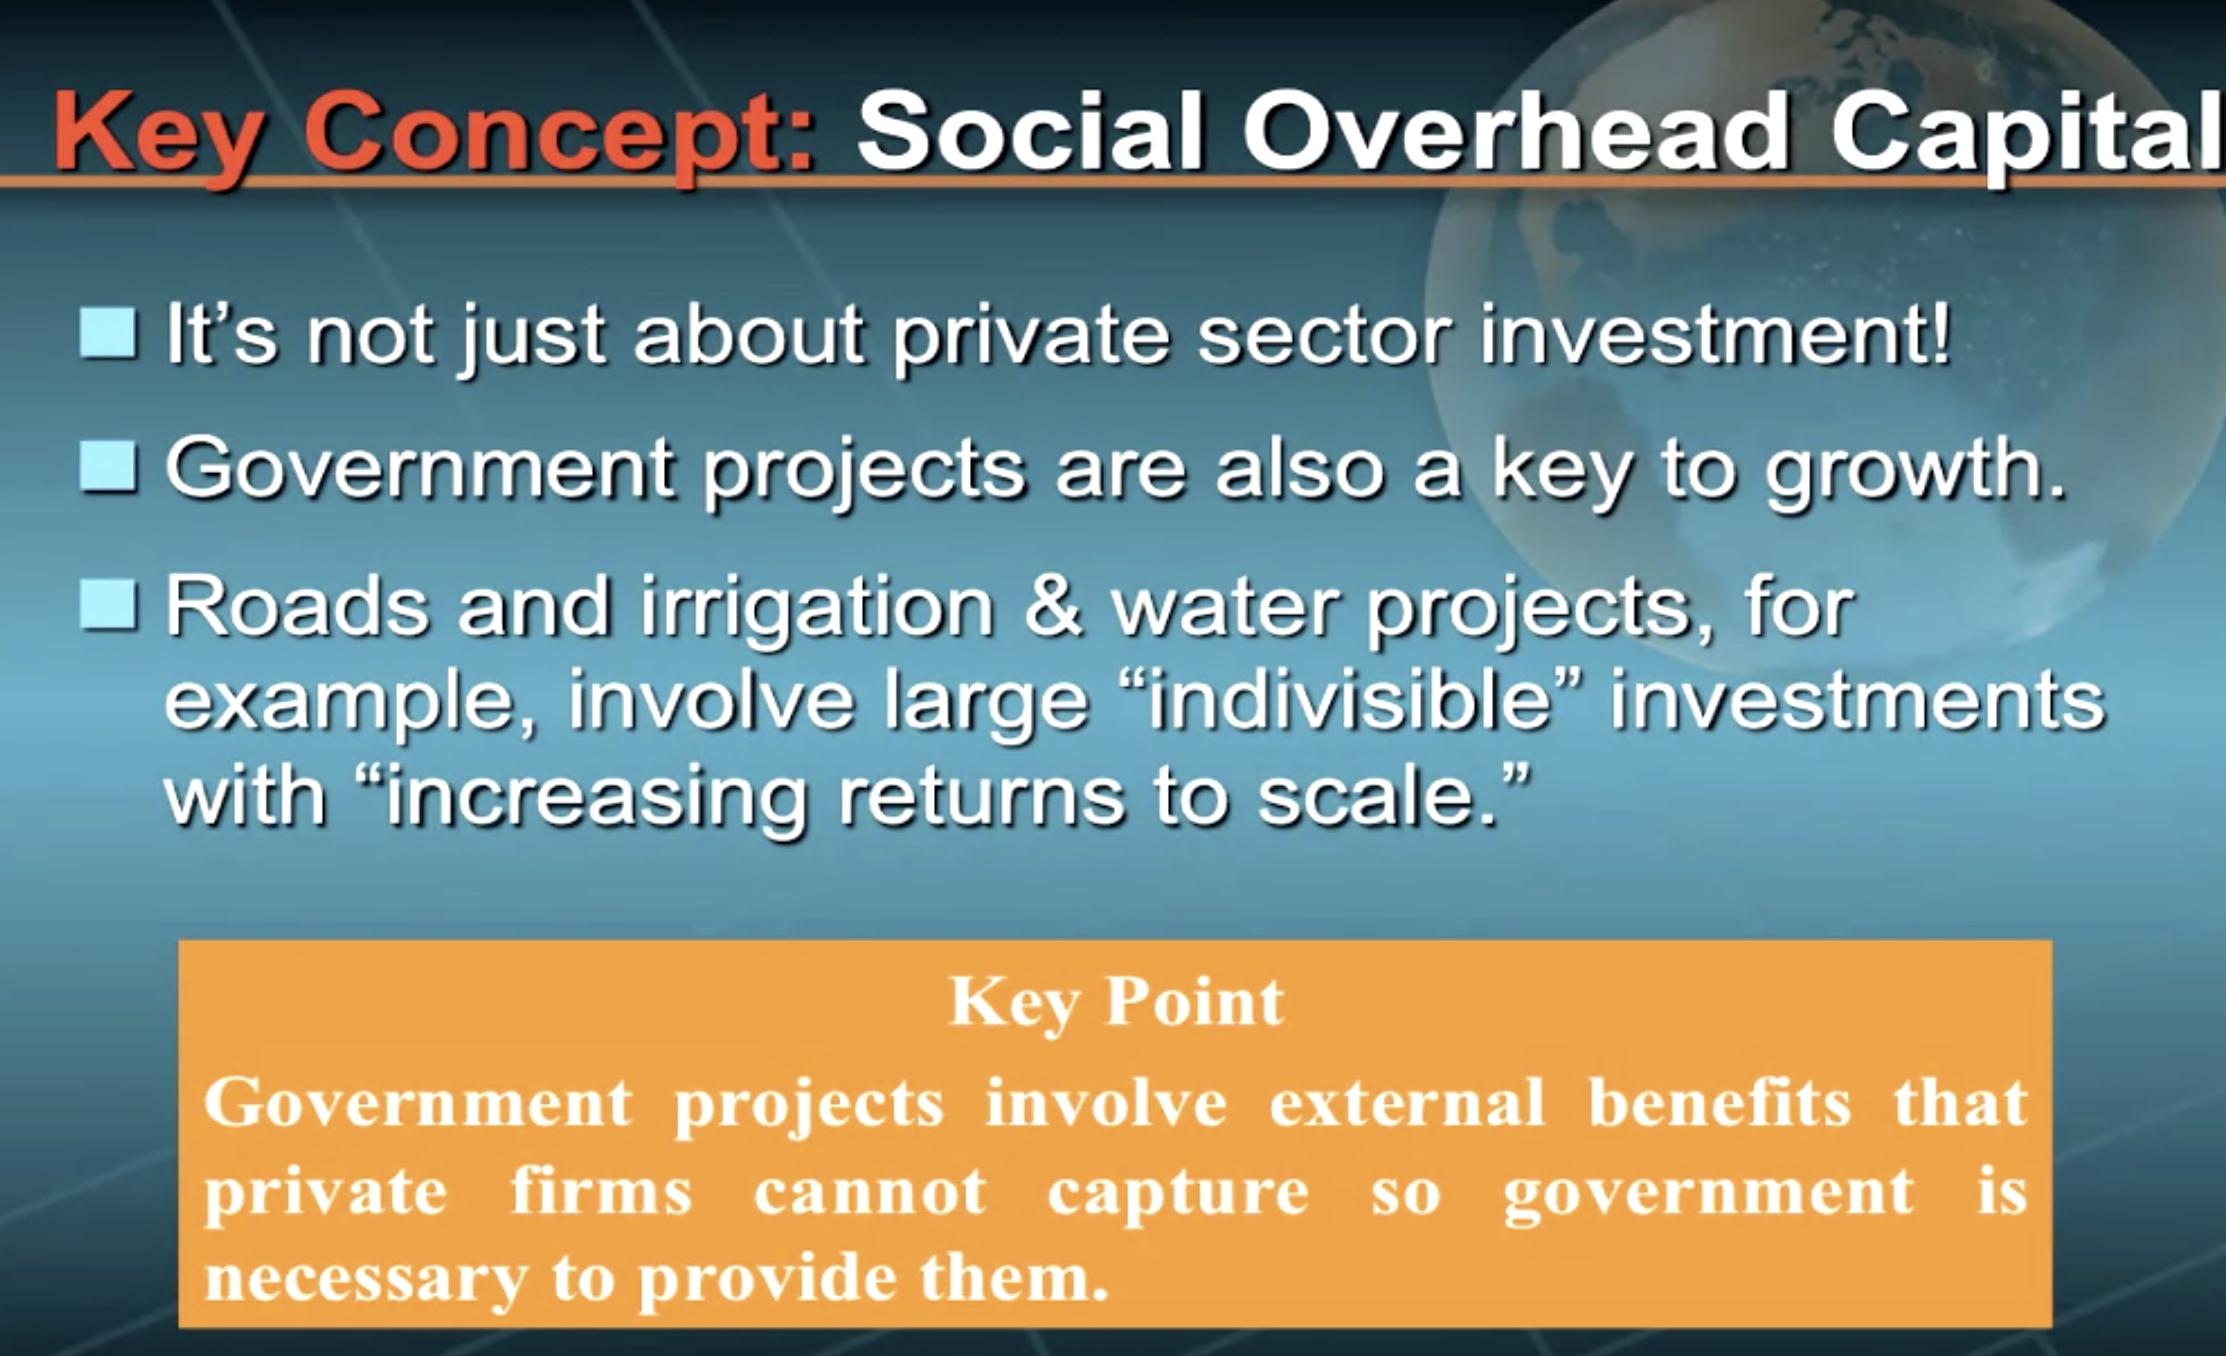 Key Concept: Social Overhead Capital
It’s not just about private sector investment!
Government projects are also a key to growth.
Roads and irrigation & water projects, for
example, involve large “indivisible” investments
with “increasing returns to scale.”
Key Point
Government projects involve external benefits that
private firms cannot capture so government is
necessary to provide them.